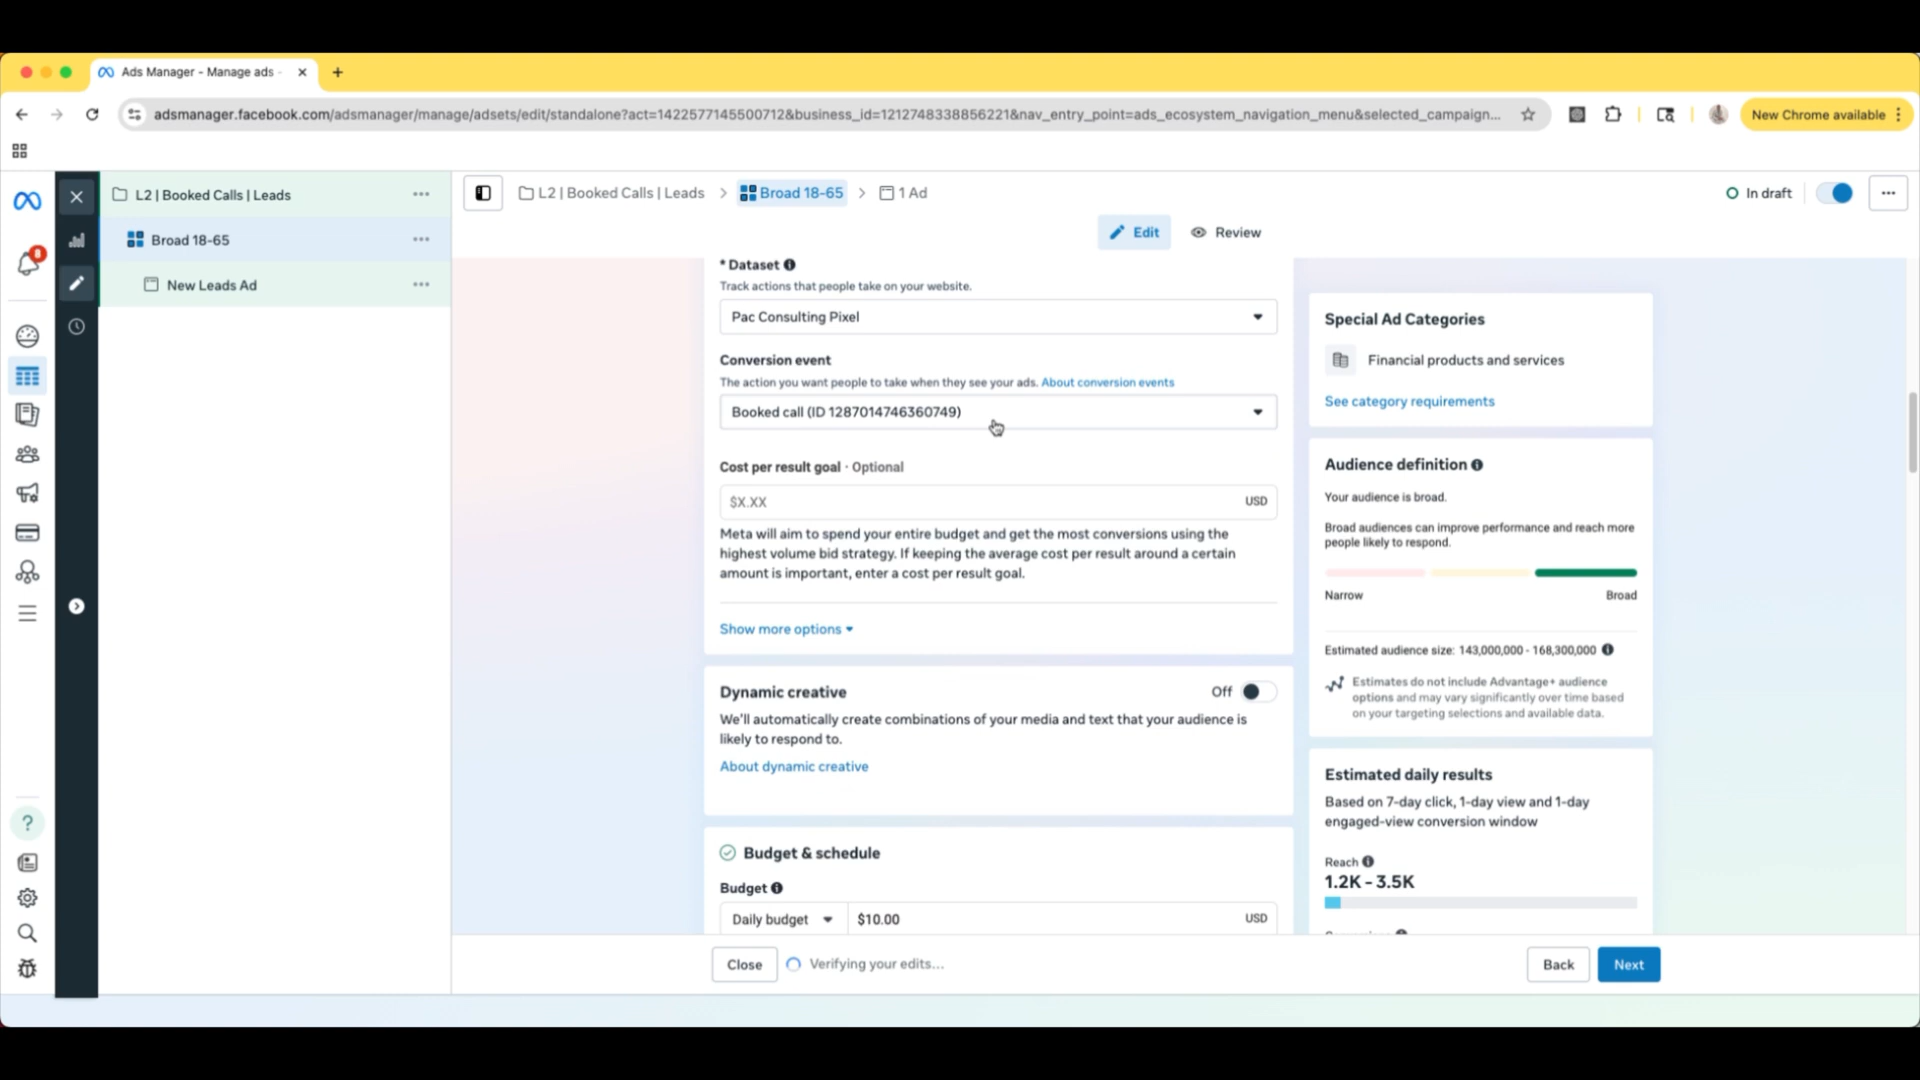 Ads Manager - Manage ads -
adsmanager.facebook.com/adsmanager/manage/adsets/edit/standalone?act=1422577145500712&business_id=1212748338856221&nav_entry_point=ads_ecosystem_navigation_menu&selected_campaign...
New Chrome available
8
L2 | Booked Calls | Leads
Broad 18-65
New Leads Ad
L2 | Booked Calls | Leads
Broad 18-65
1 Ad
In draft
Edit
Review
* Dataset
Track actions that people take on your website.
Pac Consulting Pixel
Conversion event
The action you want people to take when they see your ads. About conversion events
Booked call (ID 1287014746360749)
Cost per result goal · Optional
$X.XX
USD
Meta will aim to spend your entire budget and get the most conversions using the
highest volume bid strategy. If keeping the average cost per result around a certain
amount is important, enter a cost per result goal.
Show more options
Dynamic creative
Off
We'll automatically create combinations of your media and text that your audience is
likely to respond to.
About dynamic creative
Budget & schedule
Budget
Daily budget
$10.00
USD
Special Ad Categories
Financial products and services
See category requirements
Audience definition
Your audience is broad.
Broad audiences can improve performance and reach more
people likely to respond.
Narrow
Broad
Estimated audience size: 143,000,000 - 168,300,000
Estimates do not include Advantage+ audience
options and may vary significantly over time based
on your targeting selections and available data.
Estimated daily results
Based on 7-day click, 1-day view and 1-day
engaged-view conversion window
Reach
1.2K - 3.5K
Close
Verifying your edits...
Back
Next